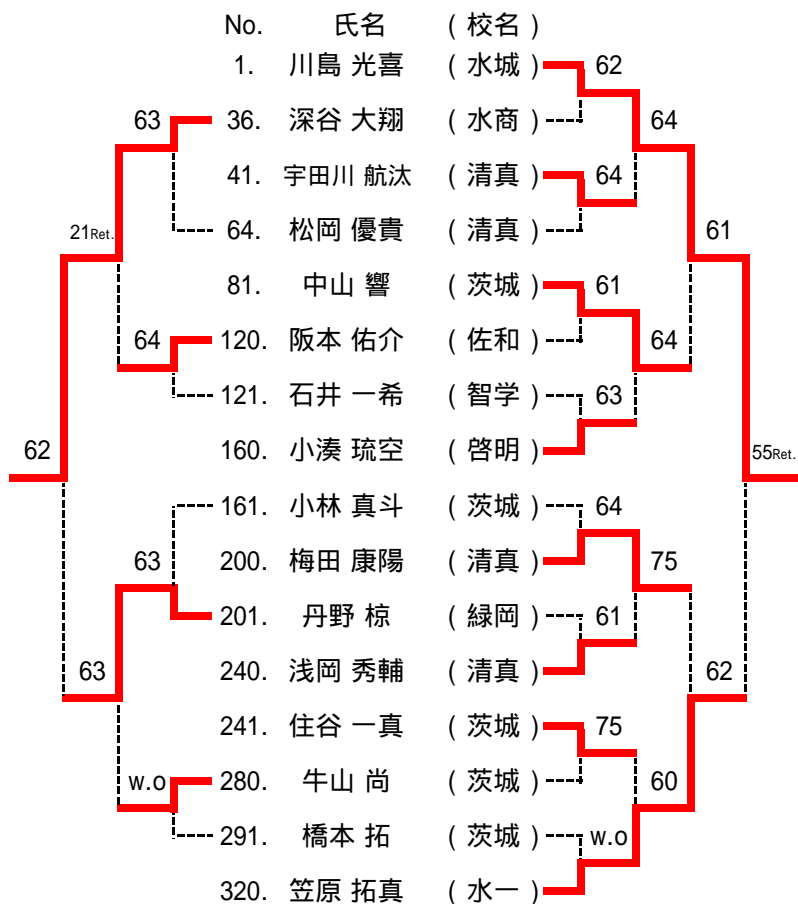 No. 氏名 ( 校名 )
1. 川島 光喜 ( 水城 ) 62
63 36. 深谷 大翔 ( 水商 ) 64
41. 宇田川 航汰 ( 清真 ) 64
21Ret. 64. 松岡 優貴 ( 清真 ) 61
81. 中山 響 ( 茨城 ) 61
64 120. 阪本 佑介 ( 佐和 ) 64
121. 石井 一希 ( 智学 ) 63
62 160. 小湊 琉空 ( 啓明 ) 55Ret.
161. 小林 真斗 ( 茨城 ) 64
63 200. 梅田 康陽 ( 清真 ) 75
201. 丹野 椋 ( 緑岡 ) 61
63 240. 浅岡 秀輔 ( 清真 ) 62
241. 住谷 一真 ( 茨城 ) 75
w.o 280. 牛山 尚 ( 茨城 ) 60
291. 橋本 拓 ( 茨城 ) w.o
320. 笠原 拓真 ( 水一 )